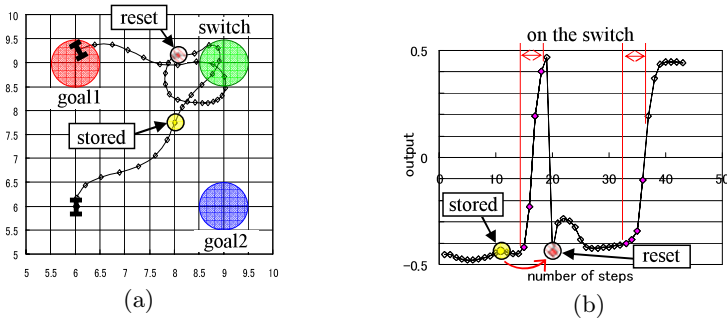 reset
switch
goal1
stored
goal2
10
9.5
9
8.5
8
7.5
7
6.5
6
5.5
5
5 5.5 6 6.5 7 7.5 8 8.5 9 9.5 10
(a)
on the switch
0.5
0
-0.5
output
0 10 20 30 40 50
stored
reset
number of steps
(b)